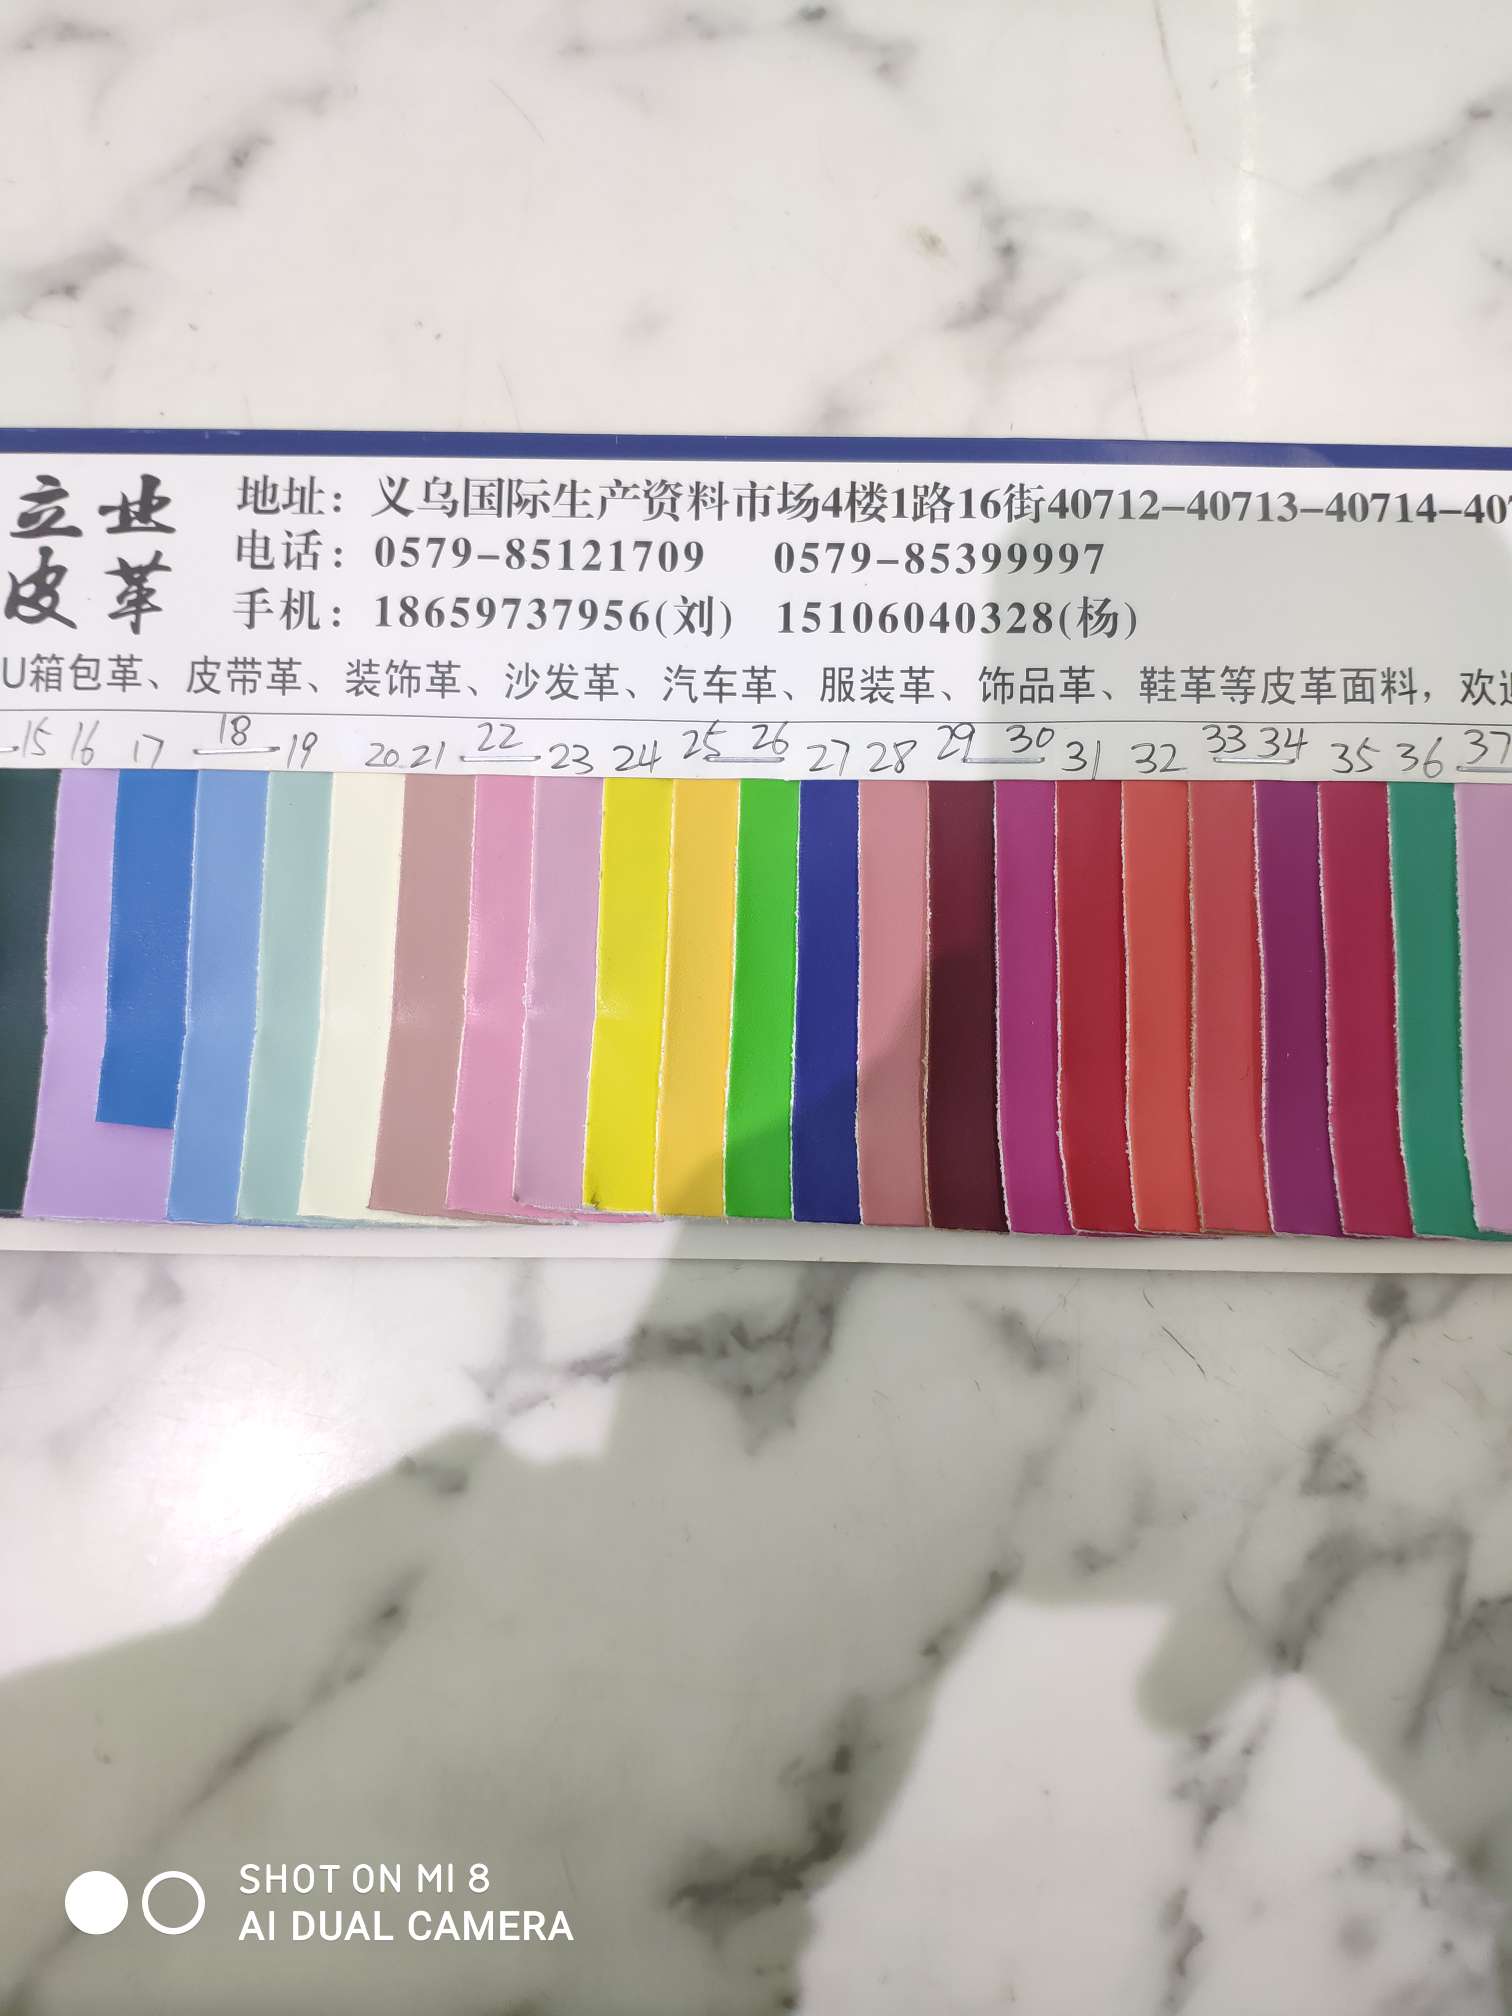 立业
皮革
地址：义乌国际生产资料市场4楼1路16街40712-40713-40714-40
电话：0579-85121709 0579-85399997
手机：18659737956(刘) 15106040328(杨)
U箱包革、皮带革、装饰革、沙发革、汽车革、服装革、饰品革、鞋革等皮革面料，欢
15 16 17 18 19 20 21 22 23 24 25 26 27 28 29 30 31 32 33 34 35 36 37
SHOT ON MI 8
AI DUAL CAMERA